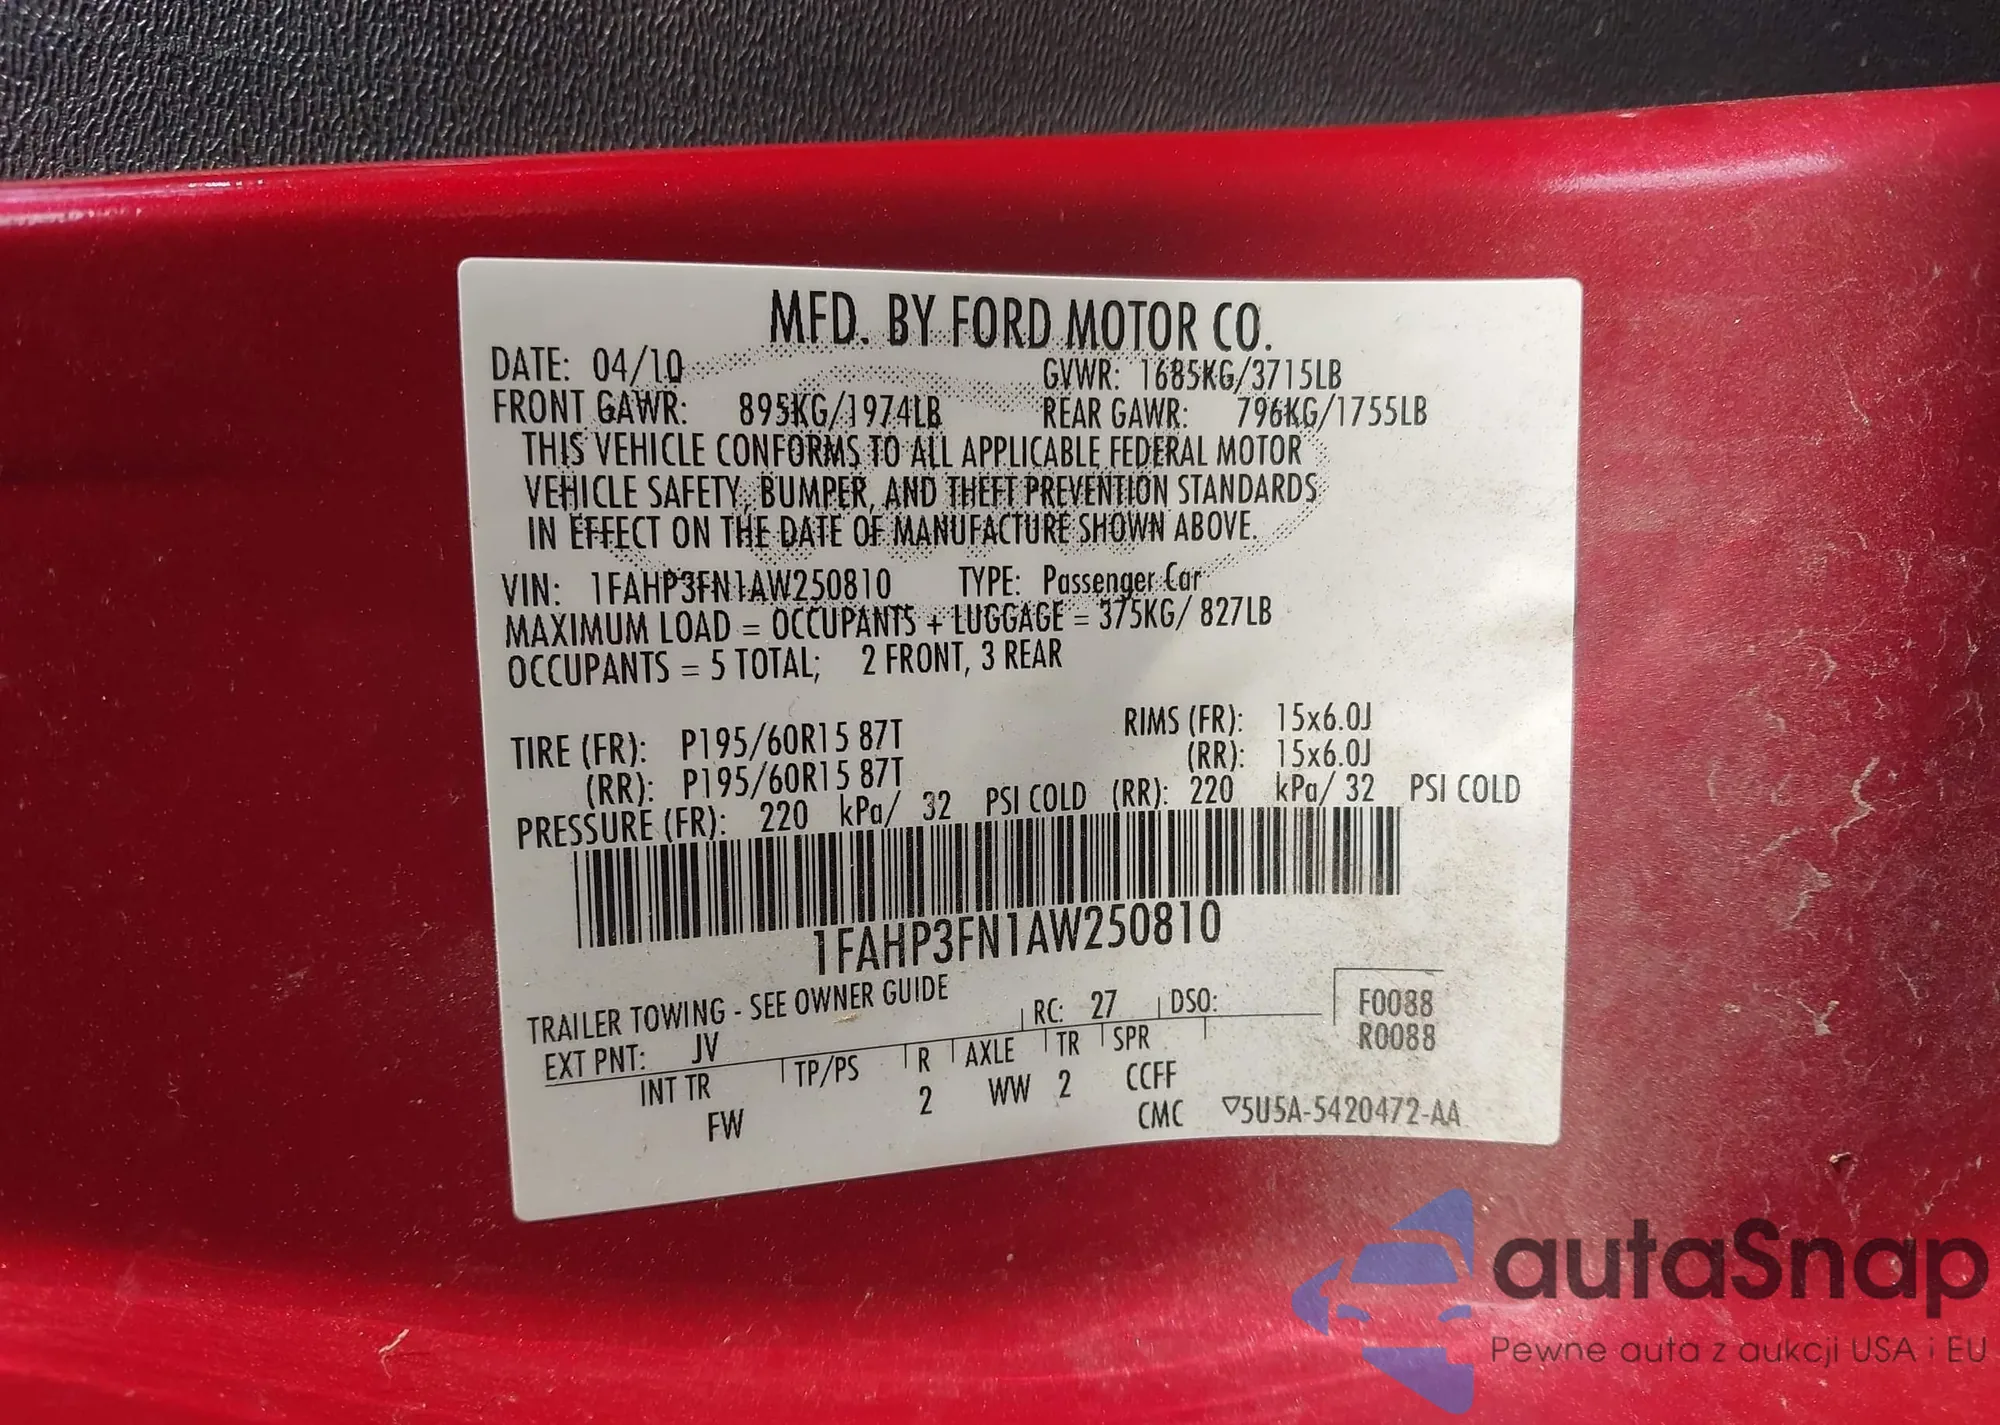 MFD. BY FORD MOTOR CO.
DATE: 04/10 GVWR: 1685KG/3715LB
FRONT GAWR: 895KG/1974LB REAR GAWR: 796KG/1755LB
THIS VEHICLE CONFORMS TO ALL APPLICABLE FEDERAL MOTOR
VEHICLE SAFETY, BUMPER, AND THEFT PREVENTION STANDARDS
IN EFFECT ON THE DATE OF MANUFACTURE SHOWN ABOVE.
VIN: 1FAHP3FN1AW250810 TYPE: Passenger Car
MAXIMUM LOAD = OCCUPANTS + LUGGAGE = 375KG/ 827LB
OCCUPANTS = 5 TOTAL; 2 FRONT, 3 REAR
TIRE (FR): P195/60R15 87T RIMS (FR): 15x6.0J
(RR): P195/60R15 87T (RR): 15x6.0J
PRESSURE (FR): 220 kPa/ 32 PSI COLD (RR): 220 kPa/ 32 PSI COLD
1FAHP3FN1AW250810
TRAILER TOWING - SEE OWNER GUIDE
EXT PNT: JV RC: 27 DSO: F0088
R0088
INT TR TP/PS R AXLE TR SPR
FW 2 WW 2 CCFF
CMC ▽5U5A-5420472-AA
autaSnap
Pewne auta z aukcji USA i EU